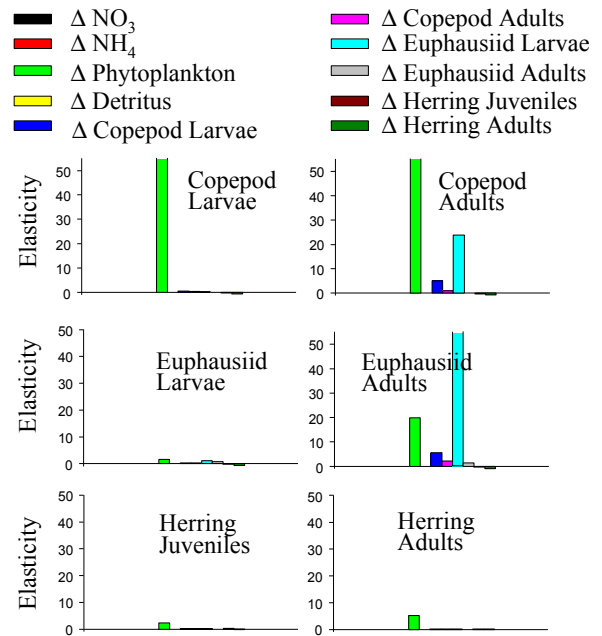 Δ NO3
Δ NH4
Δ Phytoplankton
Δ Detritus
Δ Copepod Larvae
Δ Copepod Adults
Δ Euphausiid Larvae
Δ Euphausiid Adults
Δ Herring Juveniles
Δ Herring Adults
Elasticity
50
40
30
20
10
0
Copepod
Larvae
50
40
30
20
10
0
Copepod
Adults
Elasticity
50
40
30
20
10
0
Euphausiid
Larvae
50
40
30
20
10
0
Euphausiid
Adults
Elasticity
50
40
30
20
10
0
Herring
Juveniles
50
40
30
20
10
0
Herring
Adults